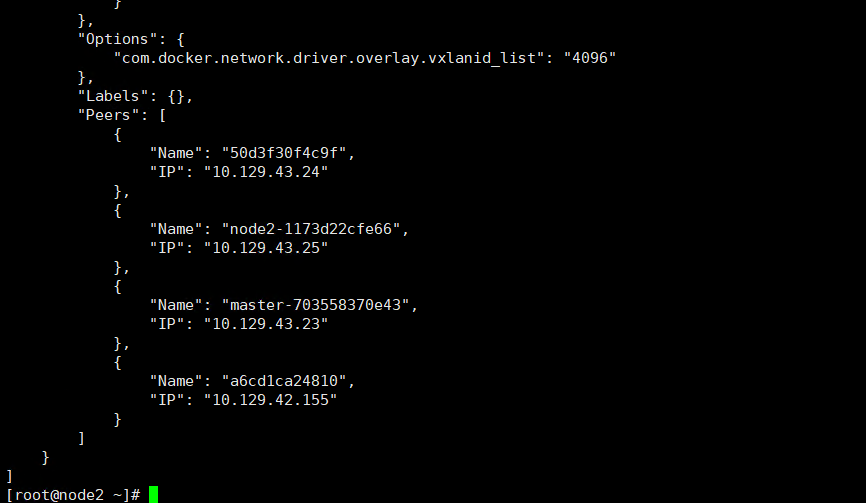 }
},
"Options": {
"com.docker.network.driver.overlay.vxlanid_list": "4096"
},
"Labels": {},
"Peers": [
{
"Name": "50d3f30f4c9f",
"IP": "10.129.43.24"
},
{
"Name": "node2-1173d22cfe66",
"IP": "10.129.43.25"
},
{
"Name": "master-703558370e43",
"IP": "10.129.43.23"
},
{
"Name": "a6cd1ca24810",
"IP": "10.129.42.155"
}
]
}
]
[root@node2 ~]#